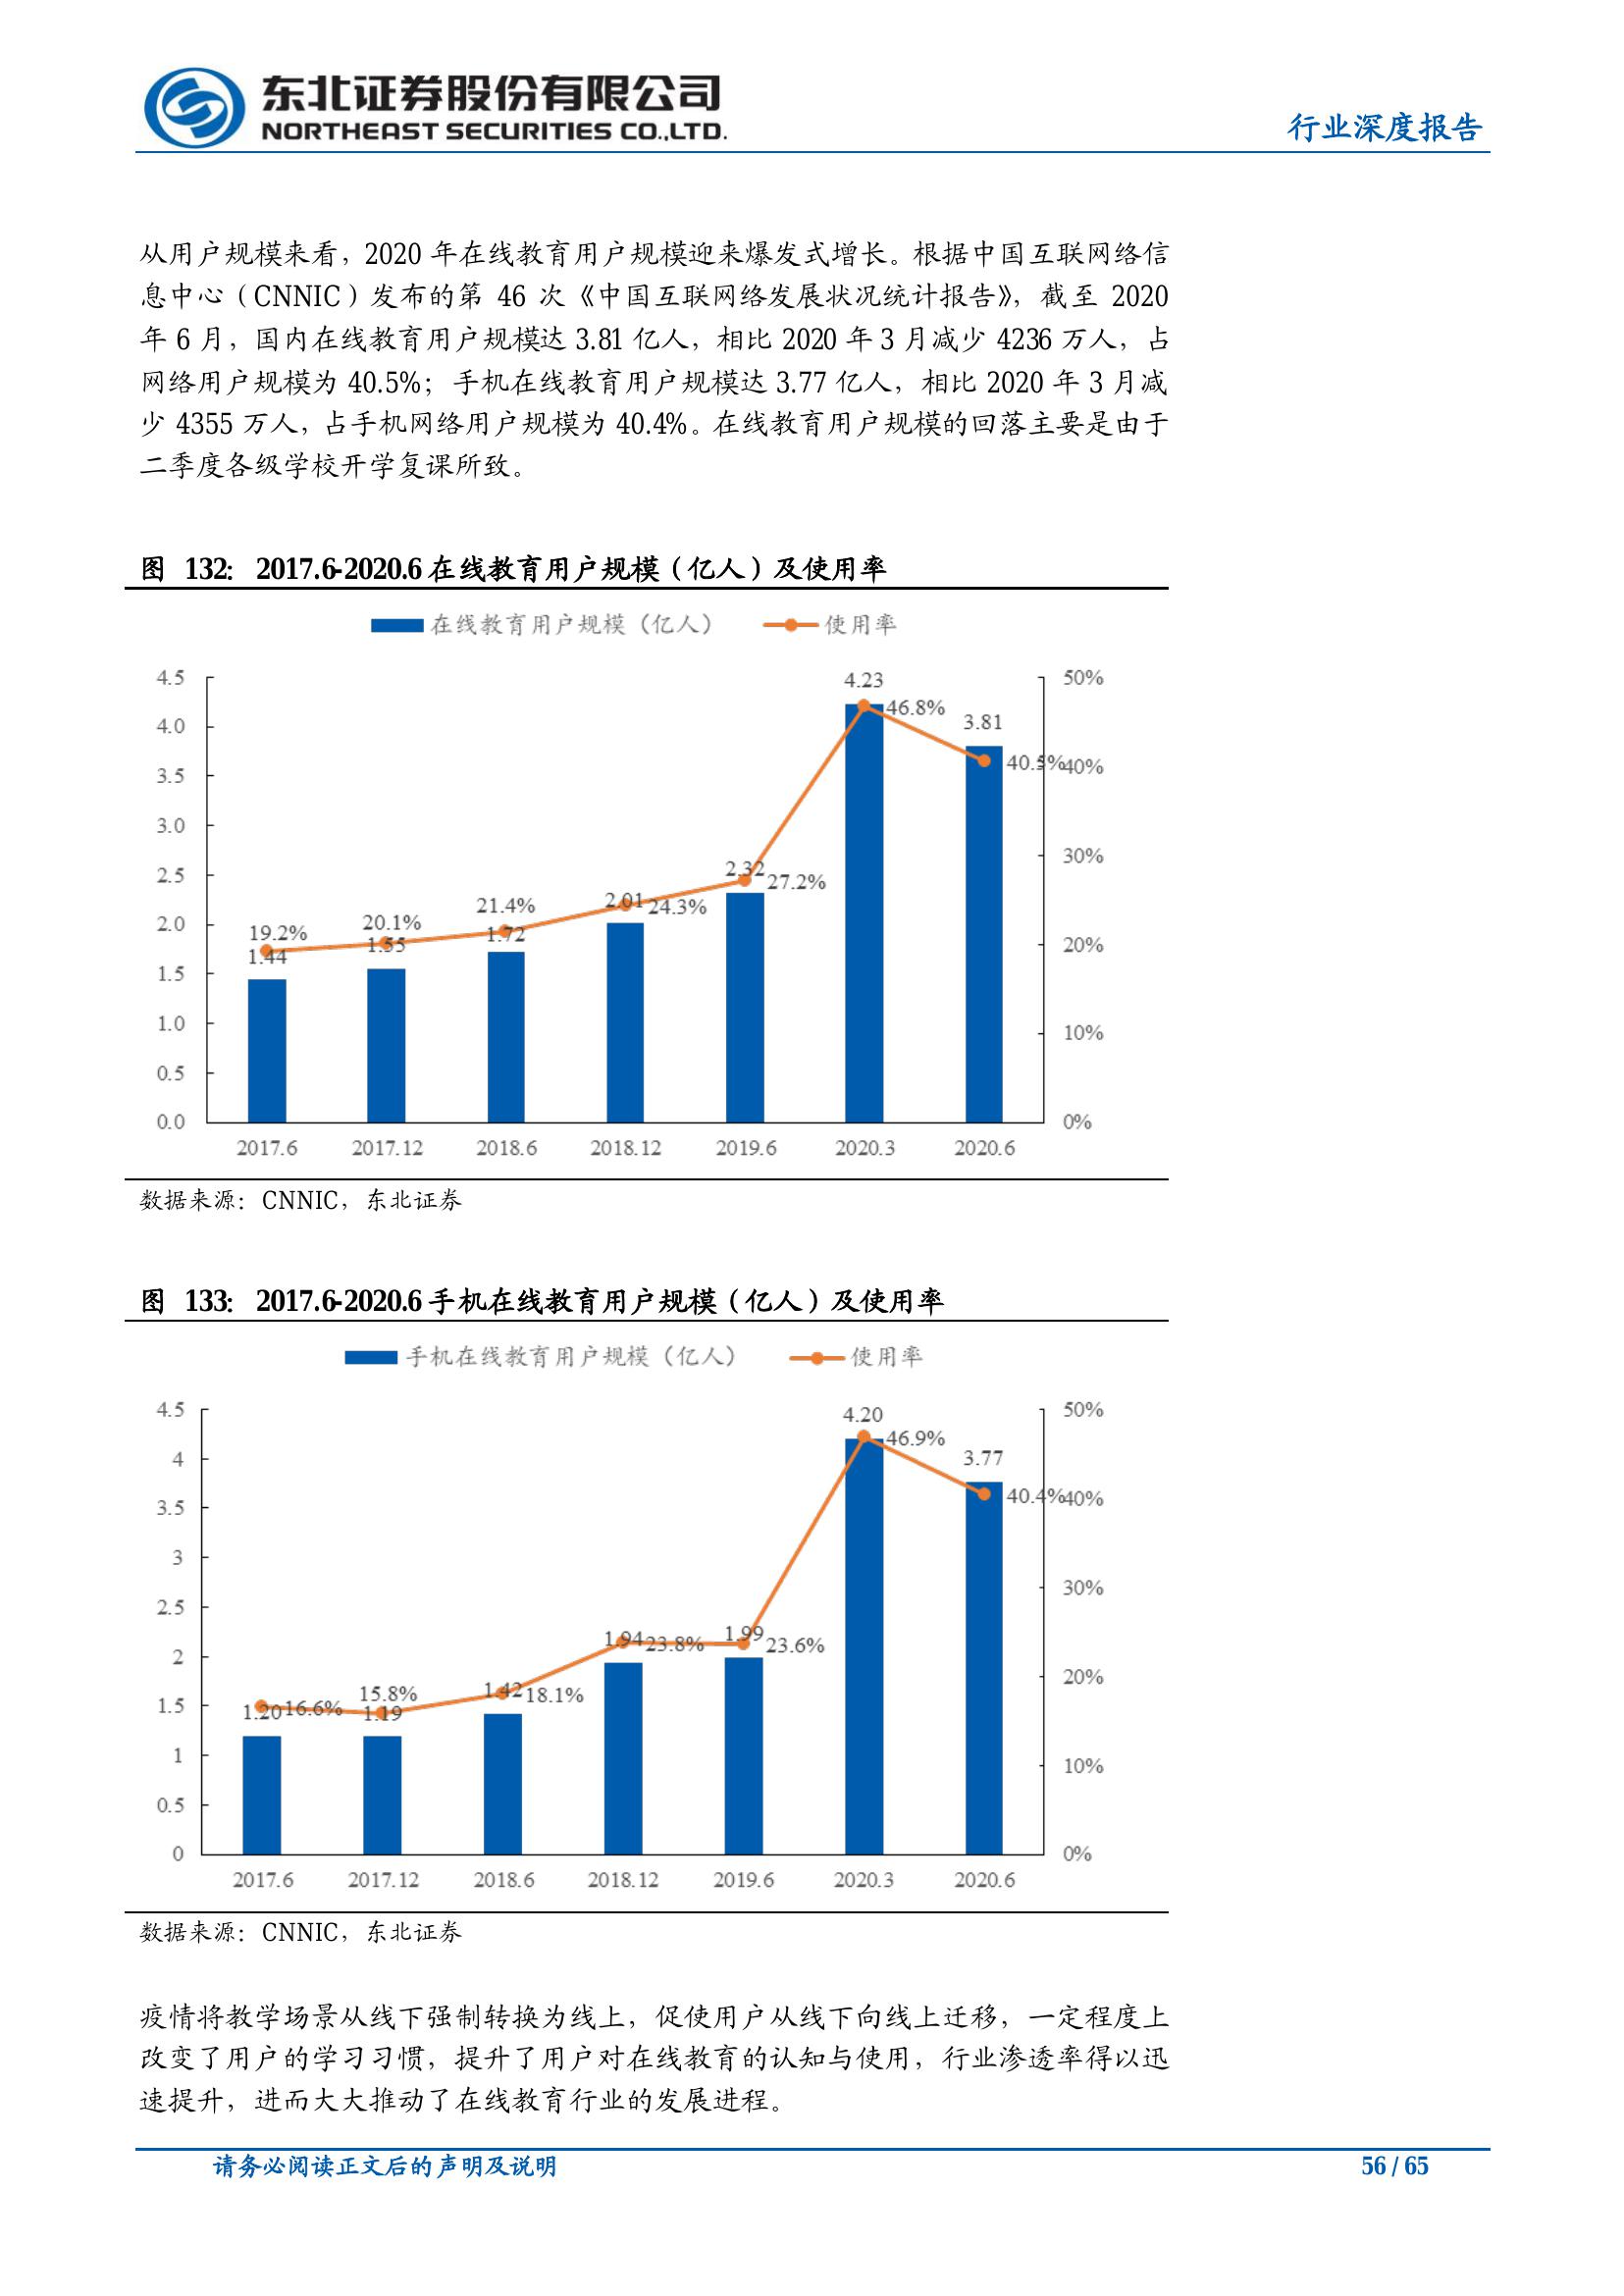 东北证券股份有限公司
NORTHEAST SECURITIES CO.,LTD.
行业深度报告
从用户规模来看，2020 年在线教育用户规模迎来爆发式增长。根据中国互联网络信
息中心（CNNIC）发布的第 46 次《中国互联网络发展状况统计报告》，截至 2020
年 6 月，国内在线教育用户规模达 3.81 亿人，相比 2020 年 3 月减少 4236 万人，占
网络用户规模为 40.5%；手机在线教育用户规模达 3.77 亿人，相比 2020 年 3 月减
少 4355 万人，占手机网络用户规模为 40.4%。在线教育用户规模的回落主要是由于
二季度各级学校开学复课所致。
图 132： 2017.6-2020.6 在线教育用户规模（亿人）及使用率
在线教育用户规模（亿人） 使用率
4.5 4.23 50%
4.0 46.8% 3.81
3.5 40.5% 40%
3.0
2.5 2.32 27.2% 30%
2.0 19.2% 20.1% 21.4% 2.01 24.3% 20%
1.5 1.44 1.55 1.72
1.0 10%
0.5
0.0 0%
2017.6 2017.12 2018.6 2018.12 2019.6 2020.3 2020.6
数据来源：CNNIC，东北证券
图 133： 2017.6-2020.6 手机在线教育用户规模（亿人）及使用率
手机在线教育用户规模（亿人） 使用率
4.5 4.20 50%
4 46.9% 3.77
3.5 40.4% 40%
3 30%
2.5
2 1.94 23.8% 1.99 23.6% 20%
1.5 1.20 16.6% 15.8% 1.19 1.42 18.1%
1 10%
0.5
0 0%
2017.6 2017.12 2018.6 2018.12 2019.6 2020.3 2020.6
数据来源：CNNIC，东北证券
疫情将教学场景从线下强制转换为线上，促使用户从线下向线上迁移，一定程度上
改变了用户的学习习惯，提升了用户对在线教育的认知与使用，行业渗透率得以迅
速提升，进而大大推动了在线教育行业的发展进程。
请务必阅读正文后的声明及说明
56 / 65